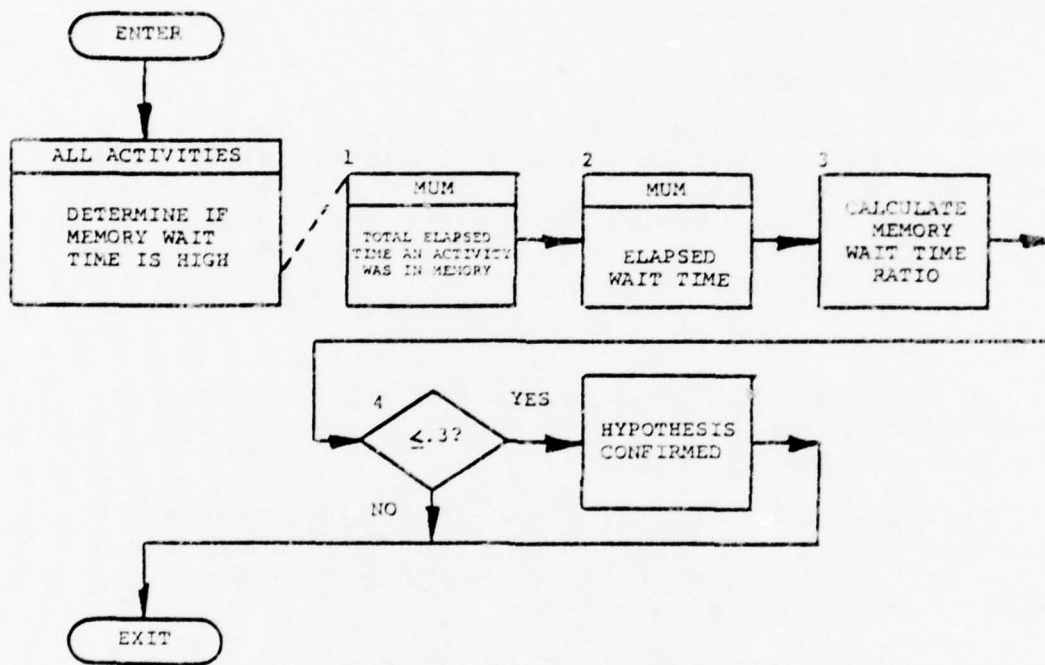 ENTER
ALL ACTIVITIES
DETERMINE IF
MEMORY WAIT
TIME IS HIGH
1
MUM
TOTAL ELAPSED
TIME AN ACTIVITY
WAS IN MEMORY
2
MUM
ELAPSED
WAIT TIME
3
CALCULATE
MEMORY
WAIT TIME
RATIO
4
≤.3?
YES
HYPOTHESIS
CONFIRMED
NO
EXIT